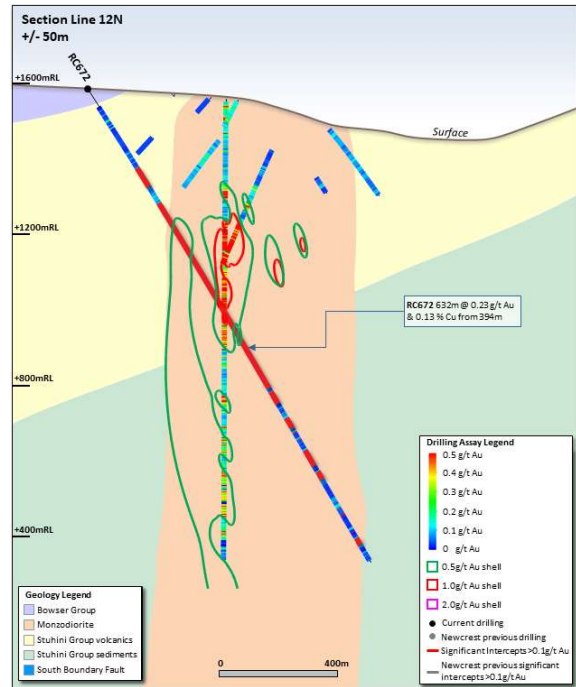 Section Line 12N
+/- 50m
RC672
+1600mRL
Surface
+1200mRL
RC672 632m @ 0.23 g/t Au
& 0.13 % Cu from 394m
+800mRL
+400mRL
Drilling Assay Legend
0.5 g/t Au
0.4 g/t Au
0.3 g/t Au
0.2 g/t Au
0.1 g/t Au
0 g/t Au
0.5g/t Au shell
1.0g/t Au shell
2.0g/t Au shell
Current drilling
Newcrest previous drilling
Significant Intercepts >0.1g/t Au
Newcrest previous significant
intercepts >0.1g/t Au
Geology Legend
Bowser Group
Monzodiorite
Stuhini Group volcanics
Stuhini Group sediments
South Boundary Fault
0
400m